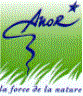 Anor
la force de la nature